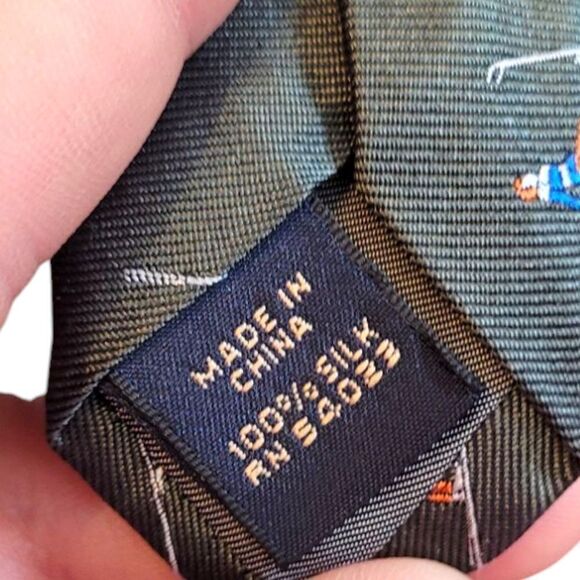 MADE IN
CHINA
100% SILK
RN 54033